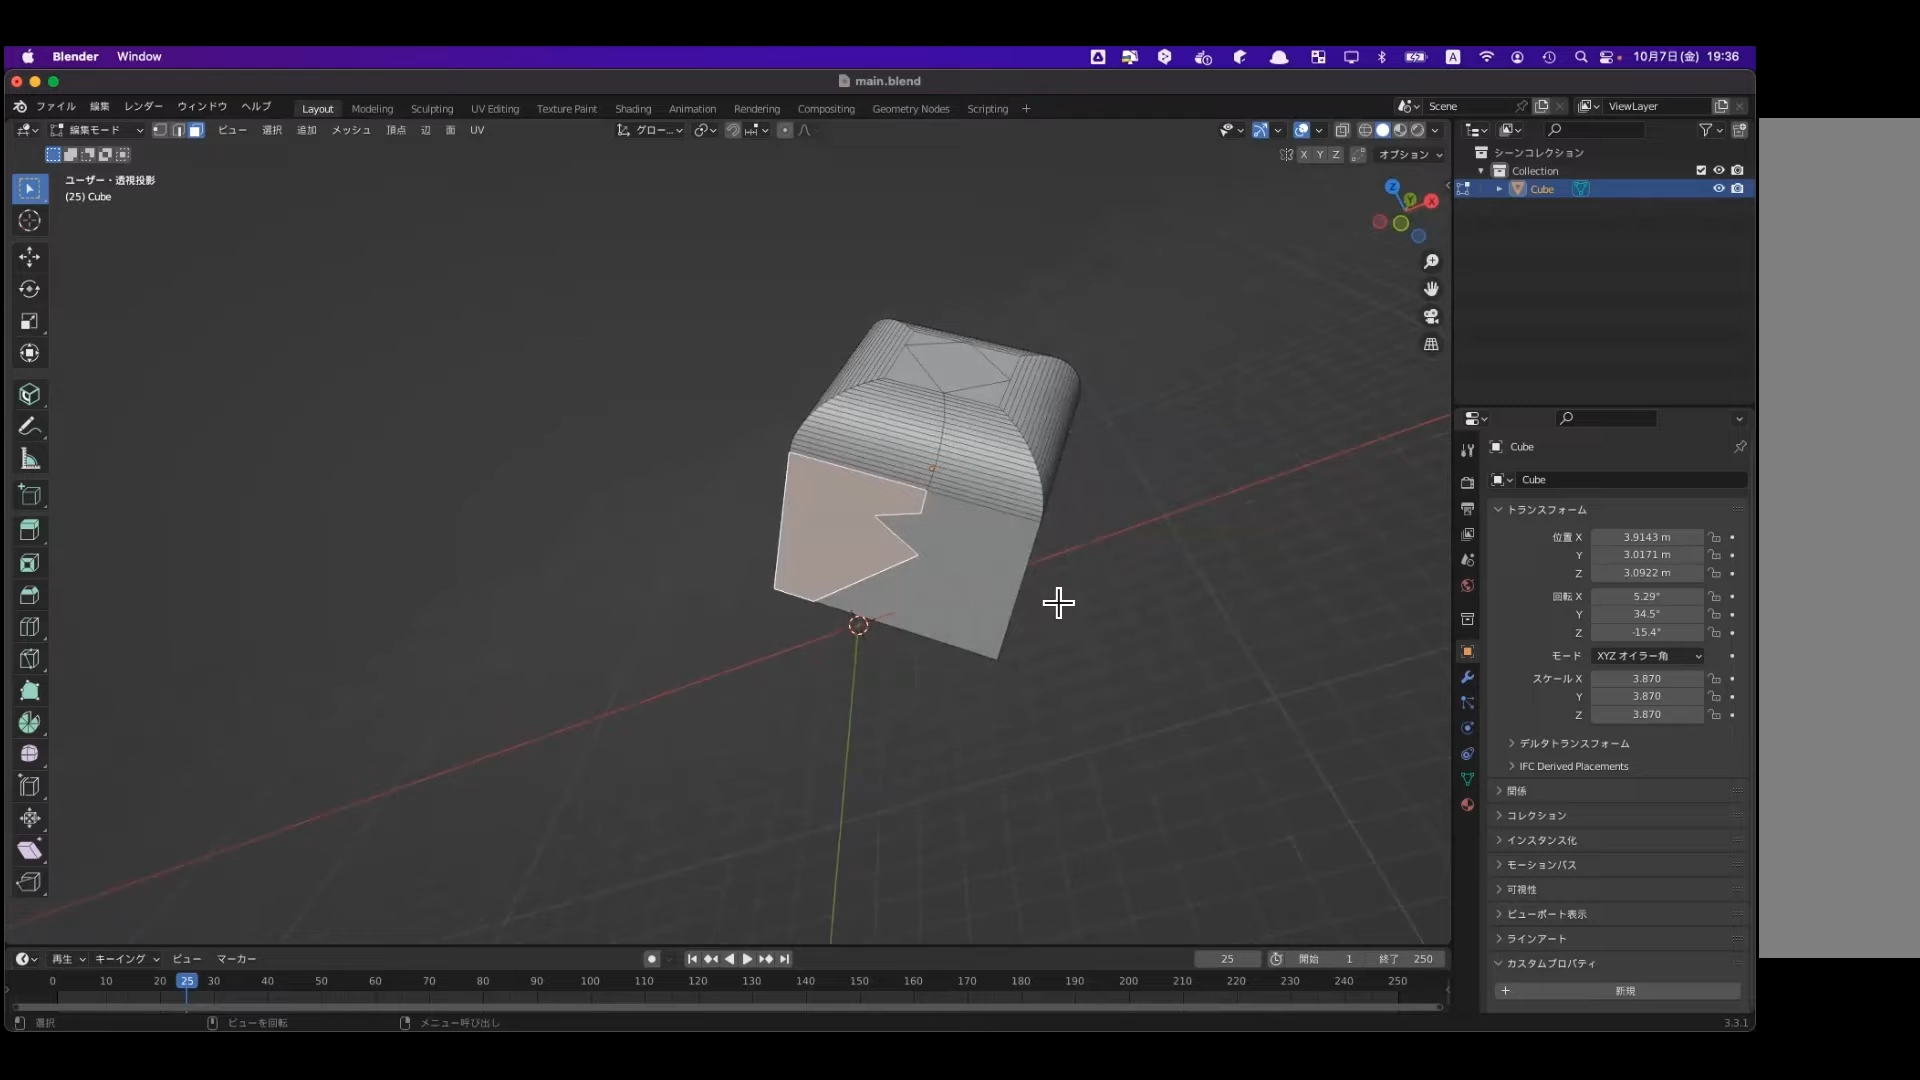 Blender Window
A 10月7日(金) 19:36
main.blend
ファイル 編集 レンダー ウィンドウ ヘルプ
Layout Modeling Sculpting UV Editing Texture Paint Shading Animation Rendering Compositing Geometry Nodes Scripting +
Scene
ViewLayer
編集モード ビュー 選択 追加 メッシュ 頂点 辺 面 UV
グロー...
X Y Z オプション
ユーザー・透視投影
(25) Cube
Z Y X
シーンコレクション
Collection
Cube
Cube
Cube
トランスフォーム
位置 X 3.9143 m
Y 3.0171 m
Z 3.0922 m
回転 X 5.29°
Y 34.5°
Z -15.4°
モード XYZ オイラー角
スケール X 3.870
Y 3.870
Z 3.870
デルタトランスフォーム
IFC Derived Placements
関係
コレクション
インスタンス化
モーションパス
可視性
ビューポート表示
ラインアート
カスタムプロパティ
+ 新規
再生 キーイング ビュー マーカー
25 開始 1 終了 250
0 10 20 25 30 40 50 60 70 80 90 100 110 120 130 140 150 160 170 180 190 200 210 220 230 240 250
選択 ビューを回転 メニュー呼び出し
3.3.1